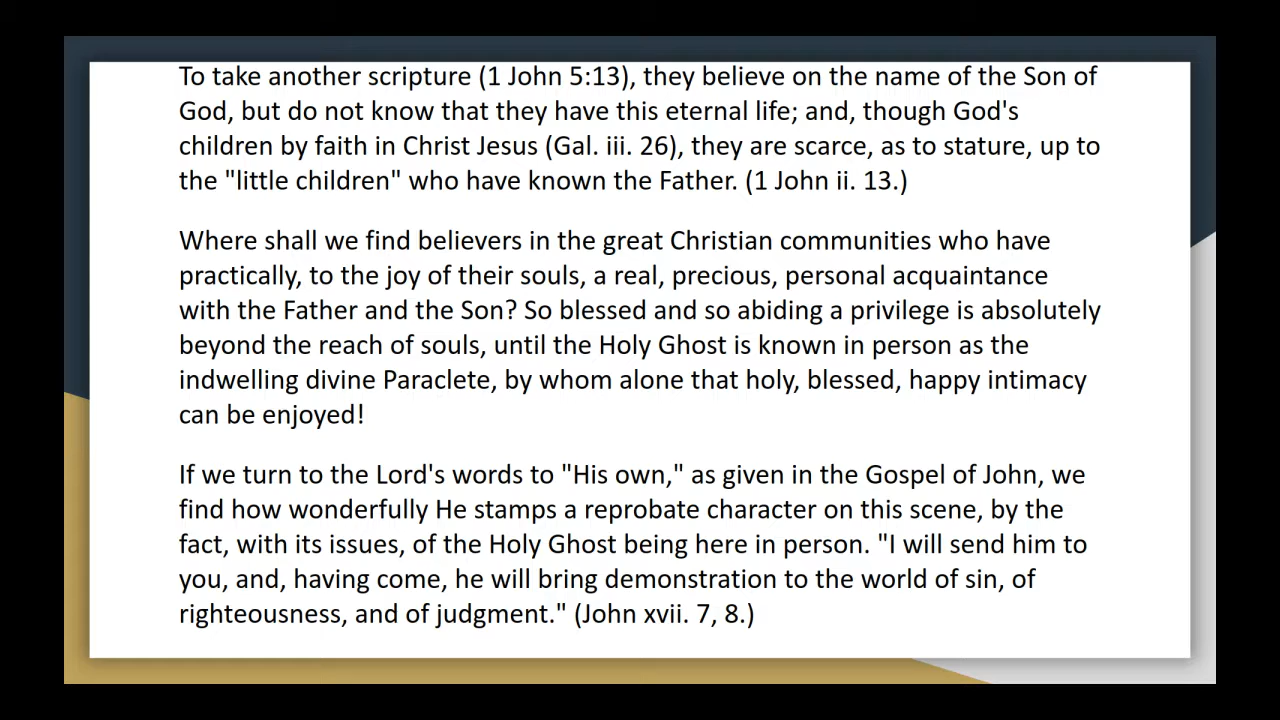 To take another scripture (1 John 5:13), they believe on the name of the Son of
God, but do not know that they have this eternal life; and, though God's
children by faith in Christ Jesus (Gal. iii. 26), they are scarce, as to stature, up to
the "little children" who have known the Father. (1 John ii. 13.)
Where shall we find believers in the great Christian communities who have
practically, to the joy of their souls, a real, precious, personal acquaintance
with the Father and the Son? So blessed and so abiding a privilege is absolutely
beyond the reach of souls, until the Holy Ghost is known in person as the
indwelling divine Paraclete, by whom alone that holy, blessed, happy intimacy
can be enjoyed!
If we turn to the Lord's words to "His own," as given in the Gospel of John, we
find how wonderfully He stamps a reprobate character on this scene, by the
fact, with its issues, of the Holy Ghost being here in person. "I will send him to
you, and, having come, he will bring demonstration to the world of sin, of
righteousness, and of judgment." (John xvii. 7, 8.)